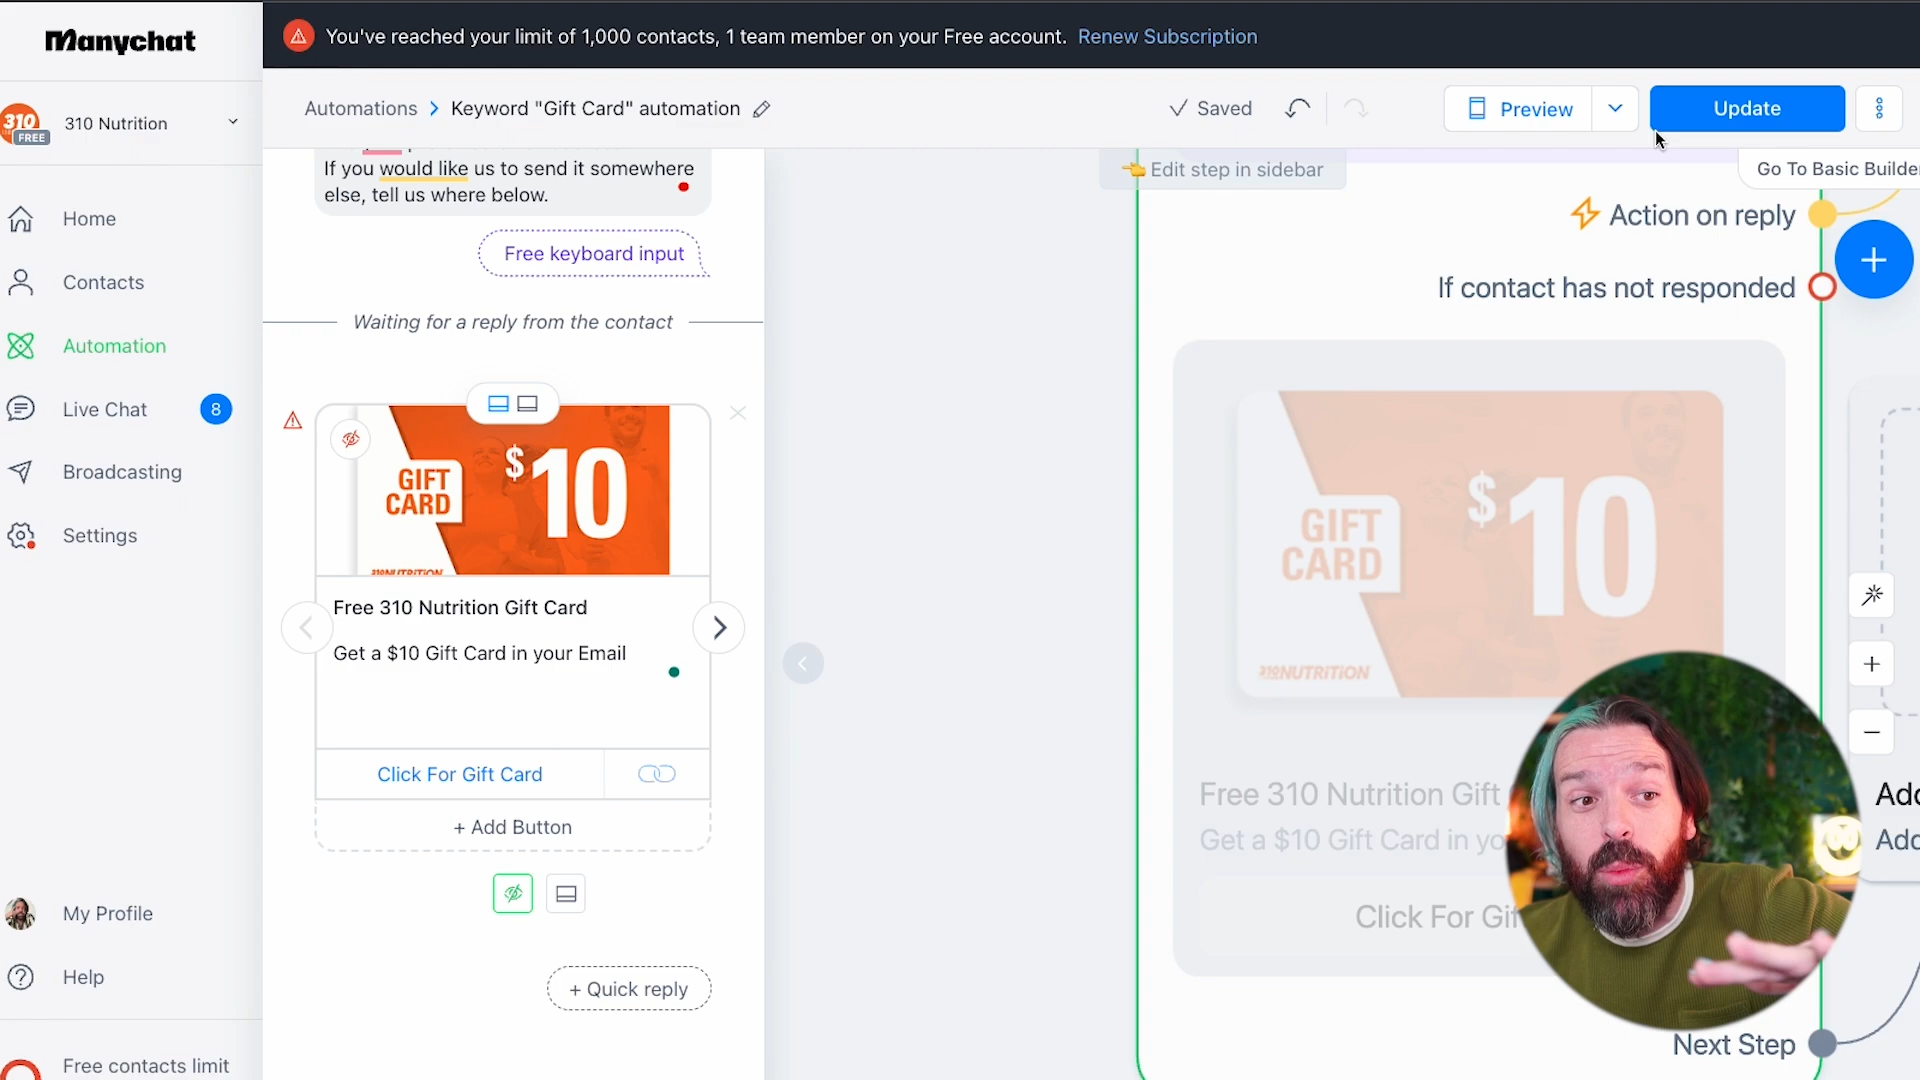 Manychat
You've reached your limit of 1,000 contacts, 1 team member on your Free account. Renew Subscription
310
FREE
310 Nutrition
Automations
Keyword "Gift Card" automation
Saved
Preview
Update
Go To Basic Builder
Home
Contacts
Automation
Live Chat
8
Broadcasting
Settings
My Profile
Help
Free contacts limit
If you would like us to send it somewhere
else, tell us where below.
Free keyboard input
Waiting for a reply from the contact
GIFT
CARD
$10
310NUTRITION
Free 310 Nutrition Gift Card
Get a $10 Gift Card in your Email
Click For Gift Card
+ Add Button
+ Quick reply
Edit step in sidebar
Action on reply
If contact has not responded
GIFT
CARD
$10
310NUTRITION
Free 310 Nutrition Gift
Get a $10 Gift Card in yo
Click For Gif
Next Step
Add
Add